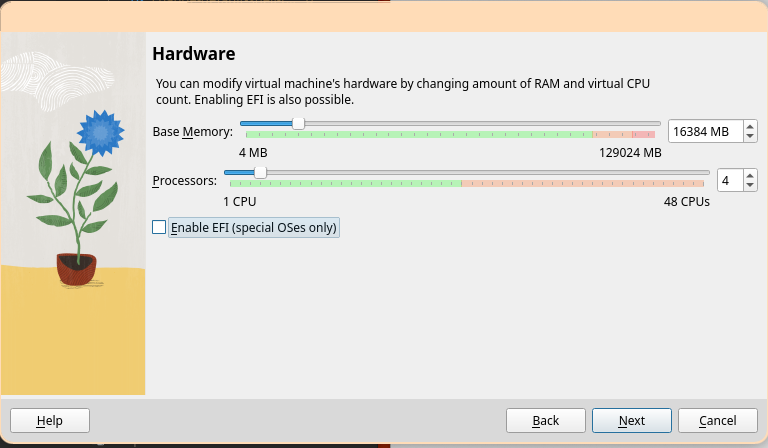 Hardware
You can modify virtual machine's hardware by changing amount of RAM and virtual CPU
count. Enabling EFI is also possible.
Base Memory:
16384 MB
4 MB
129024 MB
Processors:
4
1 CPU
48 CPUs
Enable EFI (special OSes only)
Help
Back
Next
Cancel